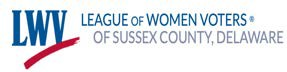 LWV LEAGUE OF WOMEN VOTERS®
OF SUSSEX COUNTY, DELAWARE